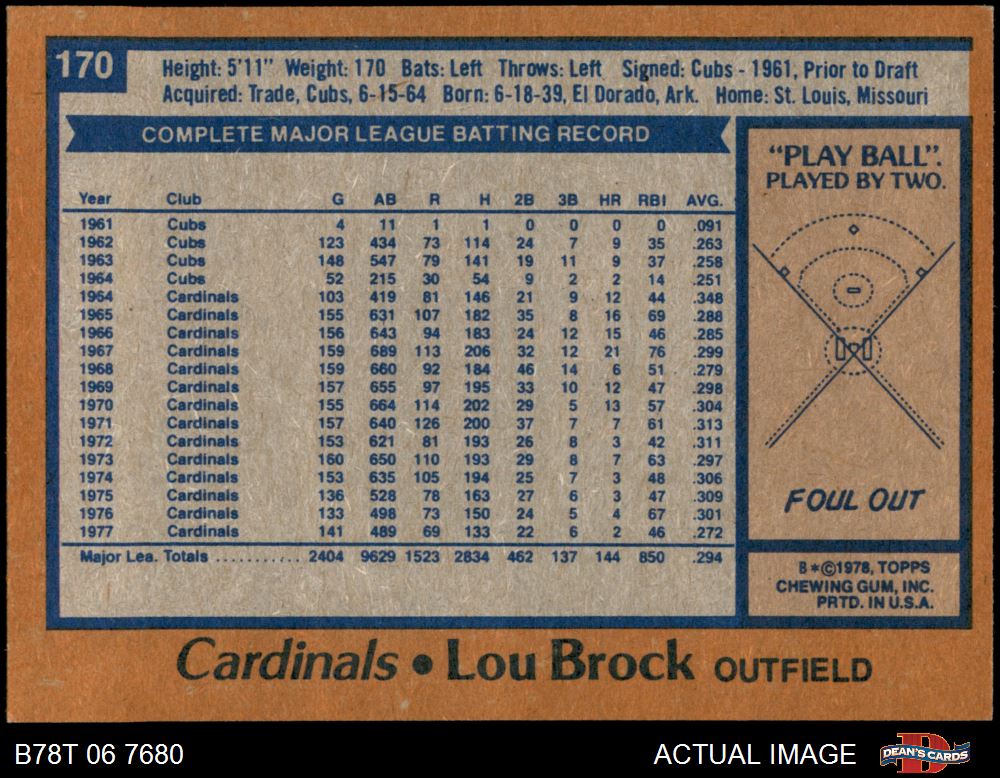 170
Height: 5'11" Weight: 170 Bats: Left Throws: Left Signed: Cubs - 1961, Prior to Draft
Acquired: Trade, Cubs, 6-15-64 Born: 6-18-39, El Dorado, Ark. Home: St. Louis, Missouri
COMPLETE MAJOR LEAGUE BATTING RECORD
Year Club G AB R H 2B 3B HR RBI AVG.
1961 Cubs 4 11 1 1 0 0 0 0 .091
1962 Cubs 123 434 73 114 24 7 9 35 .263
1963 Cubs 148 547 79 141 19 11 9 37 .258
1964 Cubs 52 215 30 54 9 2 2 14 .251
1964 Cardinals 103 419 81 146 21 9 12 44 .348
1965 Cardinals 155 631 107 182 35 8 16 69 .288
1966 Cardinals 156 643 94 183 24 12 15 46 .285
1967 Cardinals 159 689 113 206 32 12 21 76 .299
1968 Cardinals 159 660 92 184 46 14 6 51 .279
1969 Cardinals 157 655 97 195 33 10 12 47 .298
1970 Cardinals 155 664 114 202 29 5 13 57 .304
1971 Cardinals 157 640 126 200 37 7 7 61 .313
1972 Cardinals 153 621 81 193 26 8 3 42 .311
1973 Cardinals 160 650 110 193 29 8 7 63 .297
1974 Cardinals 153 635 105 194 25 7 3 48 .306
1975 Cardinals 136 528 78 163 27 6 3 47 .309
1976 Cardinals 133 498 73 150 24 5 4 67 .301
1977 Cardinals 141 489 69 133 22 6 2 46 .272
Major Lea. Totals ........... 2404 9629 1523 2834 462 137 144 850 .294
"PLAY BALL".
PLAYED BY TWO.
FOUL OUT
B*©1978, TOPPS
CHEWING GUM, INC.
PRTD. IN U.S.A.
Cardinals • Lou Brock OUTFIELD
B78T 06 7680
ACTUAL IMAGE
DEAN'S CARDS